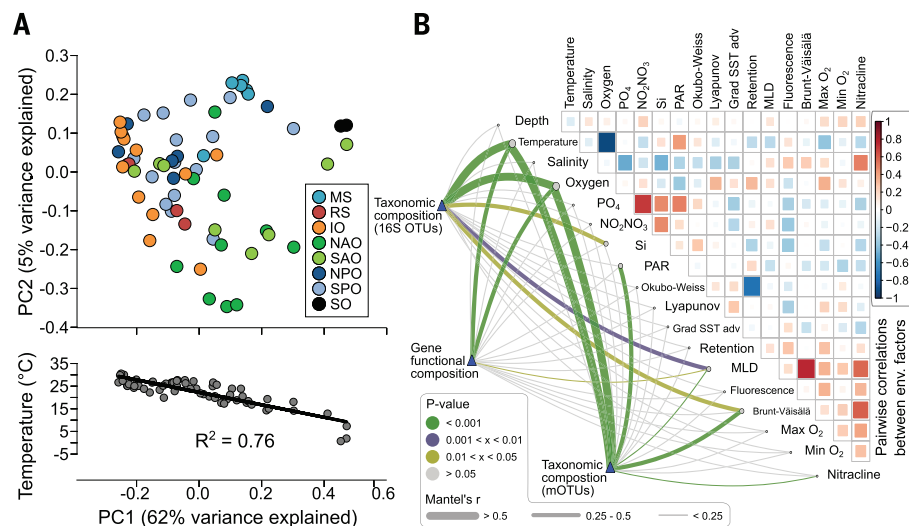 A
0.3
0.2
0.1
0.0
-0.1
-0.2
-0.3
-0.4
PC2 (5% variance explained)
MS
RS
IO
NAO
SAO
NPO
SPO
SO
35
25
15
5
-5
Temperature (°C)
R² = 0.76
-0.2
0.0
0.2
0.4
0.6
PC1 (62% variance explained)
B
Temperature
Salinity
Oxygen
PO₄
NO₂NO₃
Si
PAR
Okubo-Weiss
Lyapunov
Grad SST adv
Retention
MLD
Fluorescence
Brunt-Väisälä
Max O₂
Min O₂
Nitracline
Depth
Temperature
Salinity
Oxygen
PO₄
NO₂NO₃
Si
PAR
Okubo-Weiss
Lyapunov
Grad SST adv
Retention
MLD
Fluorescence
Brunt-Väisälä
Max O₂
Min O₂
Nitracline
Taxonomic
composition
(16S OTUs)
Gene
functional
composition
Taxonomic
compostion
(mOTUs)
1
0.8
0.6
0.4
0.2
0
-0.2
-0.4
-0.6
-0.8
-1
Pairwise correlations
between env. factors
P-value
< 0.001
0.001 < x < 0.01
0.01 < x < 0.05
> 0.05
Mantel's r
> 0.5
0.25 - 0.5
< 0.25